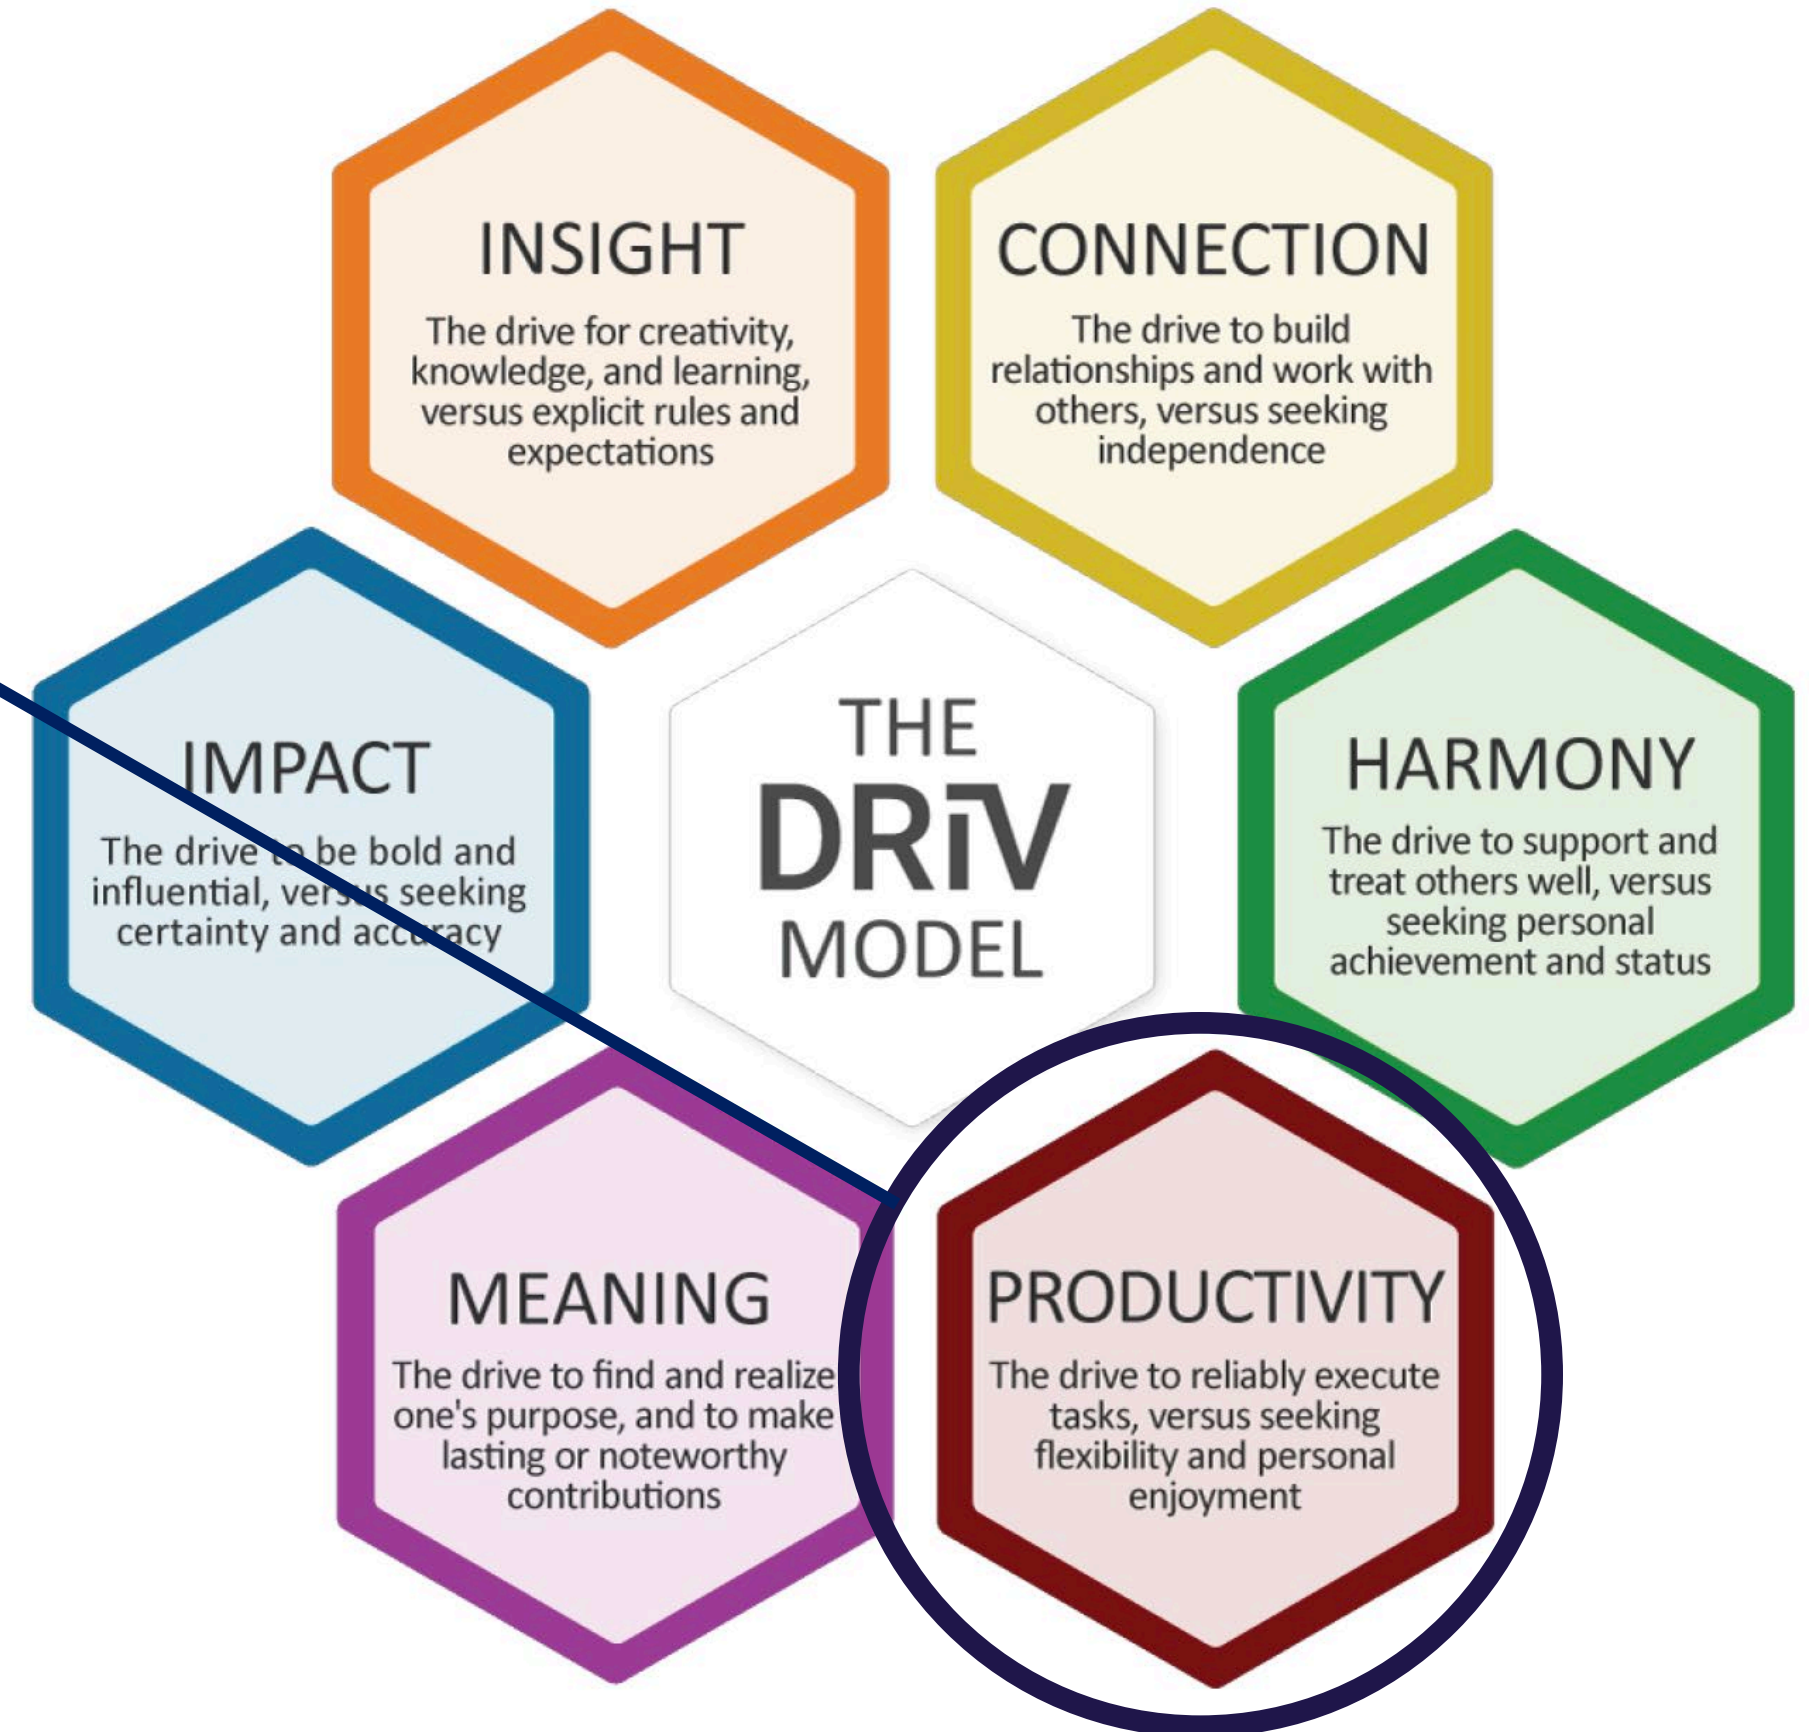 INSIGHT
The drive for creativity,
knowledge, and learning,
versus explicit rules and
expectations
CONNECTION
The drive to build
relationships and work with
others, versus seeking
independence
IMPACT
The drive to be bold and
influential, versus seeking
certainty and accuracy
THE
DRiV
MODEL
HARMONY
The drive to support and
treat others well, versus
seeking personal
achievement and status
MEANING
The drive to find and realize
one's purpose, and to make
lasting or noteworthy
contributions
PRODUCTIVITY
The drive to reliably execute
tasks, versus seeking
flexibility and personal
enjoyment